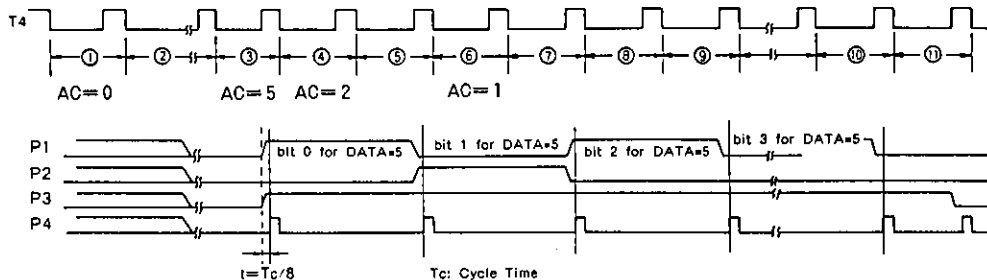 T4
① ② ③ ④ ⑤ ⑥ ⑦ ⑧ ⑨ ⑩ ⑪
AC=0 AC=5 AC=2 AC=1
P1 bit 0 for DATA=5 bit 1 for DATA=5 bit 2 for DATA=5 bit 3 for DATA=5
P2
P3
P4
t=Tc/8 Tc: Cycle Time